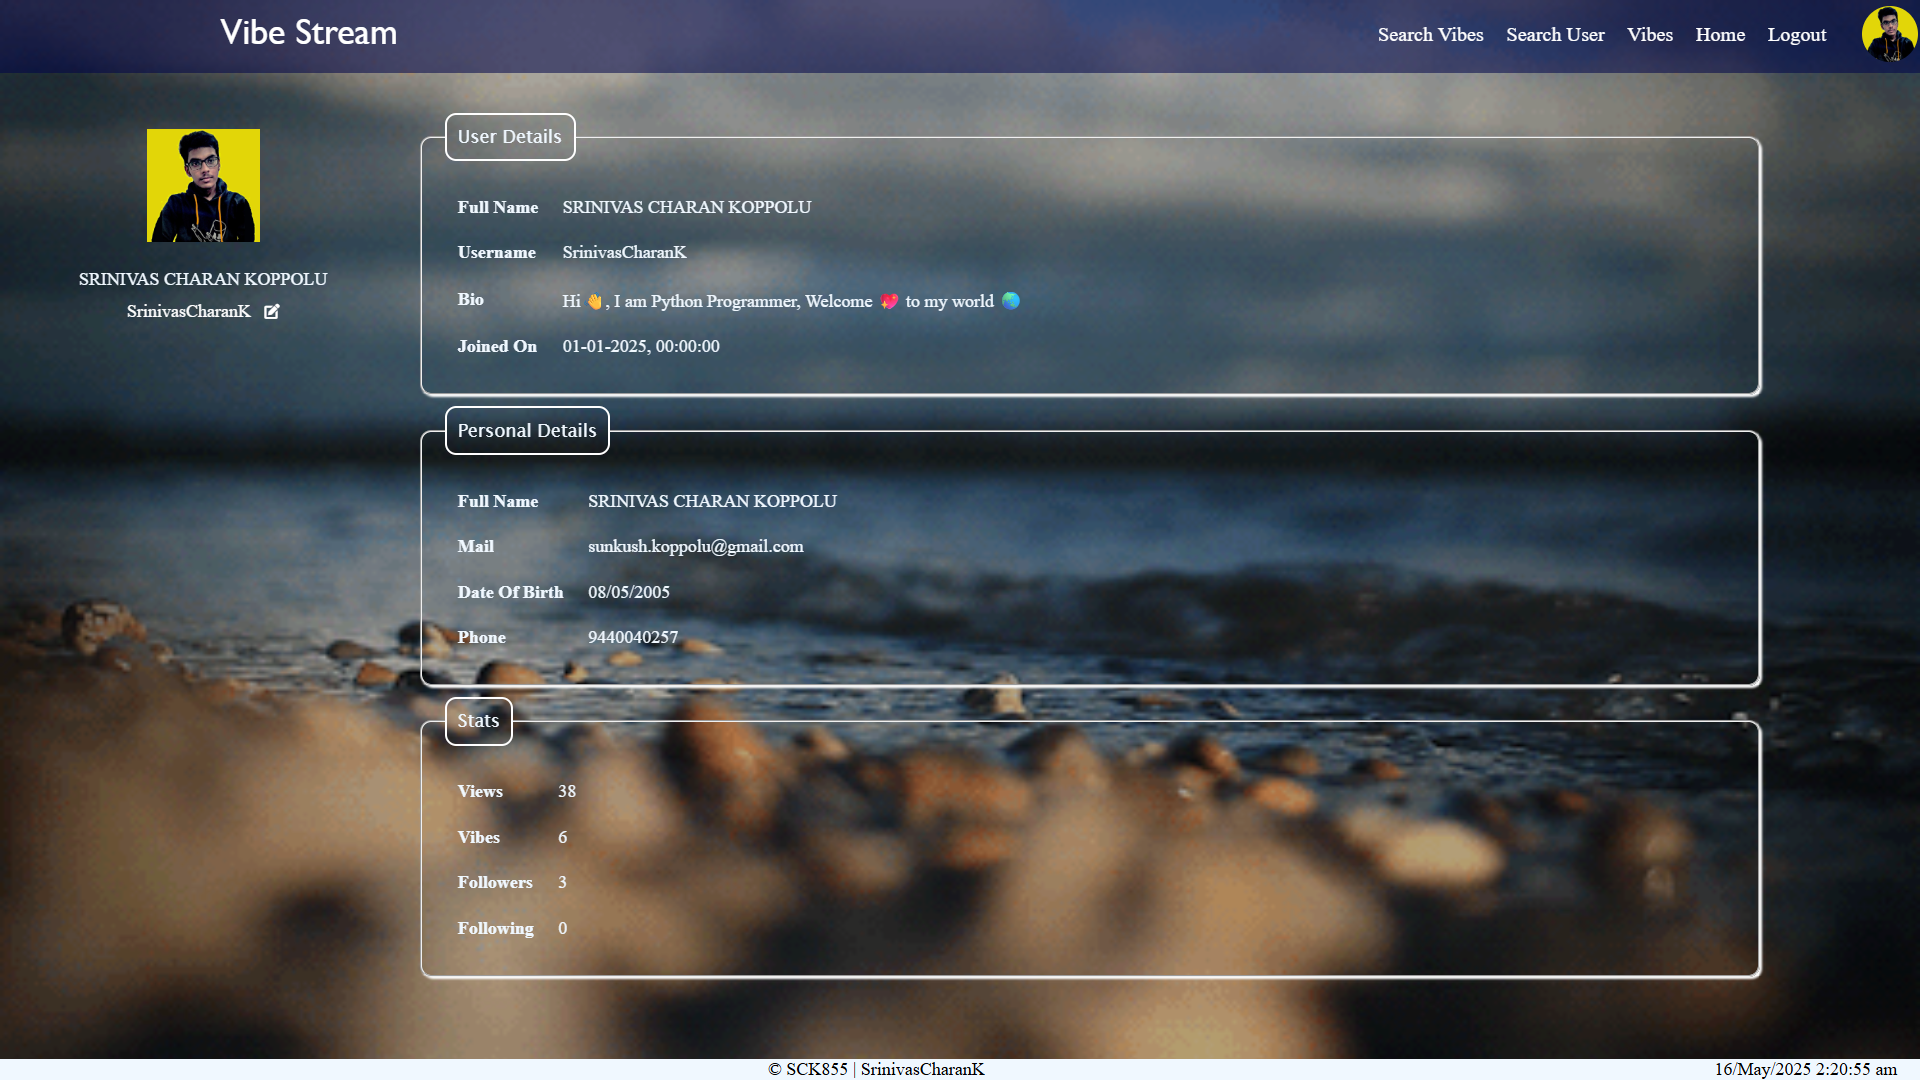 Vibe Stream
Search Vibes Search User Vibes Home Logout
SRINIVAS CHARAN KOPPOLU
SrinivasCharanK
User Details
Full Name SRINIVAS CHARAN KOPPOLU
Username SrinivasCharanK
Bio Hi 👋, I am Python Programmer, Welcome 💖 to my world 🌏
Joined On 01-01-2025, 00:00:00
Personal Details
Full Name SRINIVAS CHARAN KOPPOLU
Mail sunkush.koppolu@gmail.com
Date Of Birth 08/05/2005
Phone 9440040257
Stats
Views 38
Vibes 6
Followers 3
Following 0
© SCK855 | SrinivasCharanK
16/May/2025 2:20:55 am